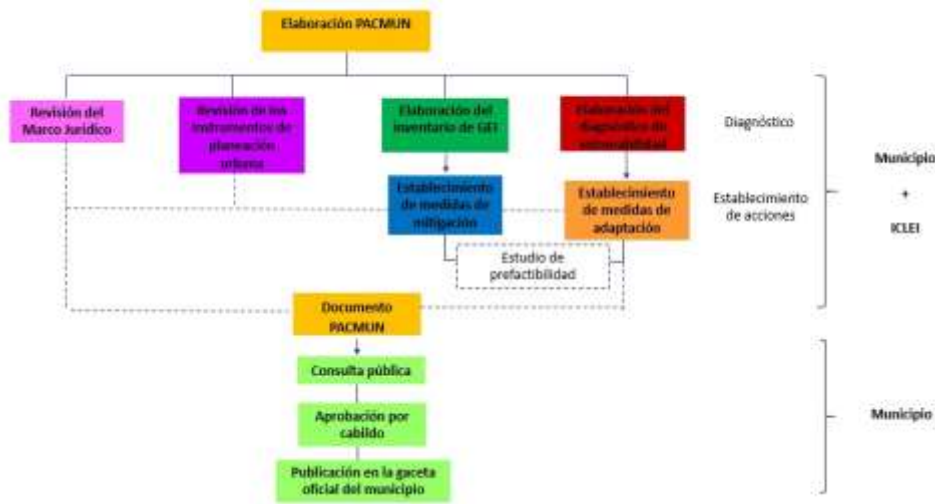 Elaboración PACMUN
Revisión del
Marco Jurídico
Revisión de los
instrumentos de
planeación
urbana
Elaboración del
inventario de GEI
Elaboración del
diagnóstico de
vulnerabilidad
Diagnóstico
Establecimiento
de medidas de
mitigación
Establecimiento
de medidas de
adaptación
Establecimiento
de acciones
Municipio
+
ICLEI
Estudio de
prefactibilidad
Documento
PACMUN
Consulta pública
Aprobación por
cabildo
Publicación en la gaceta
oficial del municipio
Municipio